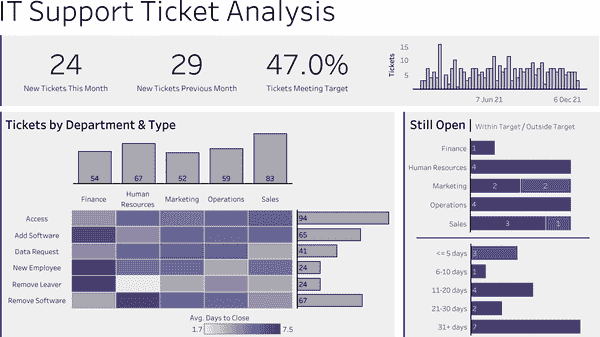 IT Support Ticket Analysis
24
New Tickets This Month
29
New Tickets Previous Month
47.0%
Tickets Meeting Target
Tickets
15
10
5
7 Jun 21
6 Dec 21
Tickets by Department & Type
54
67
52
59
83
Finance
Human
Resources
Marketing
Operations
Sales
Access
94
Add Software
65
Data Request
41
New Employee
24
Remove Leaver
24
Remove Software
67
Avg. Days to Close
1.7
7.5
Still Open | Within Target / Outside Target
Finance
1
Human Resources
4
Marketing
2
2
Operations
4
Sales
3
1
<= 5 days
3
6-10 days
1
11-20 days
4
21-30 days
2
31+ days
7